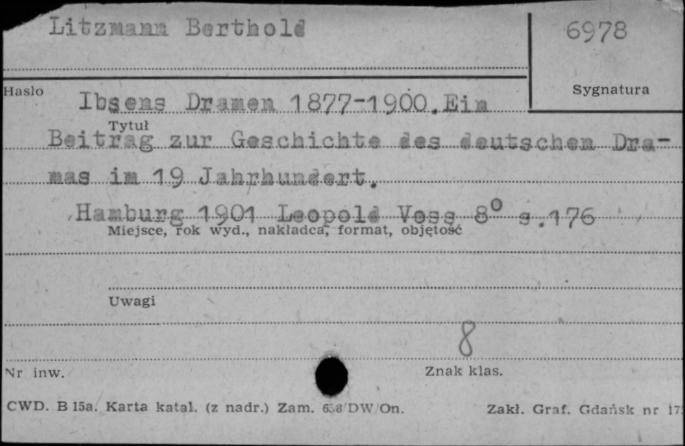 Litzmann Berthold
6978
Hasło
Sygnatura
Ibsens Dramen 1877-1900.Ein
Tytuł
Beitrag zur Geschichte des deutschen Dra-
mas im 19 Jahrhundert.
Hamburg 1901 Leopold Voss 8° s.176
Miejsce, rok wyd., nakładca, format, objętość
Uwagi
8
Nr inw.
Znak klas.
CWD. B 15a. Karta katal. (z nadr.) Zam. 658/DW/On.
Zakł. Graf. Gdańsk nr